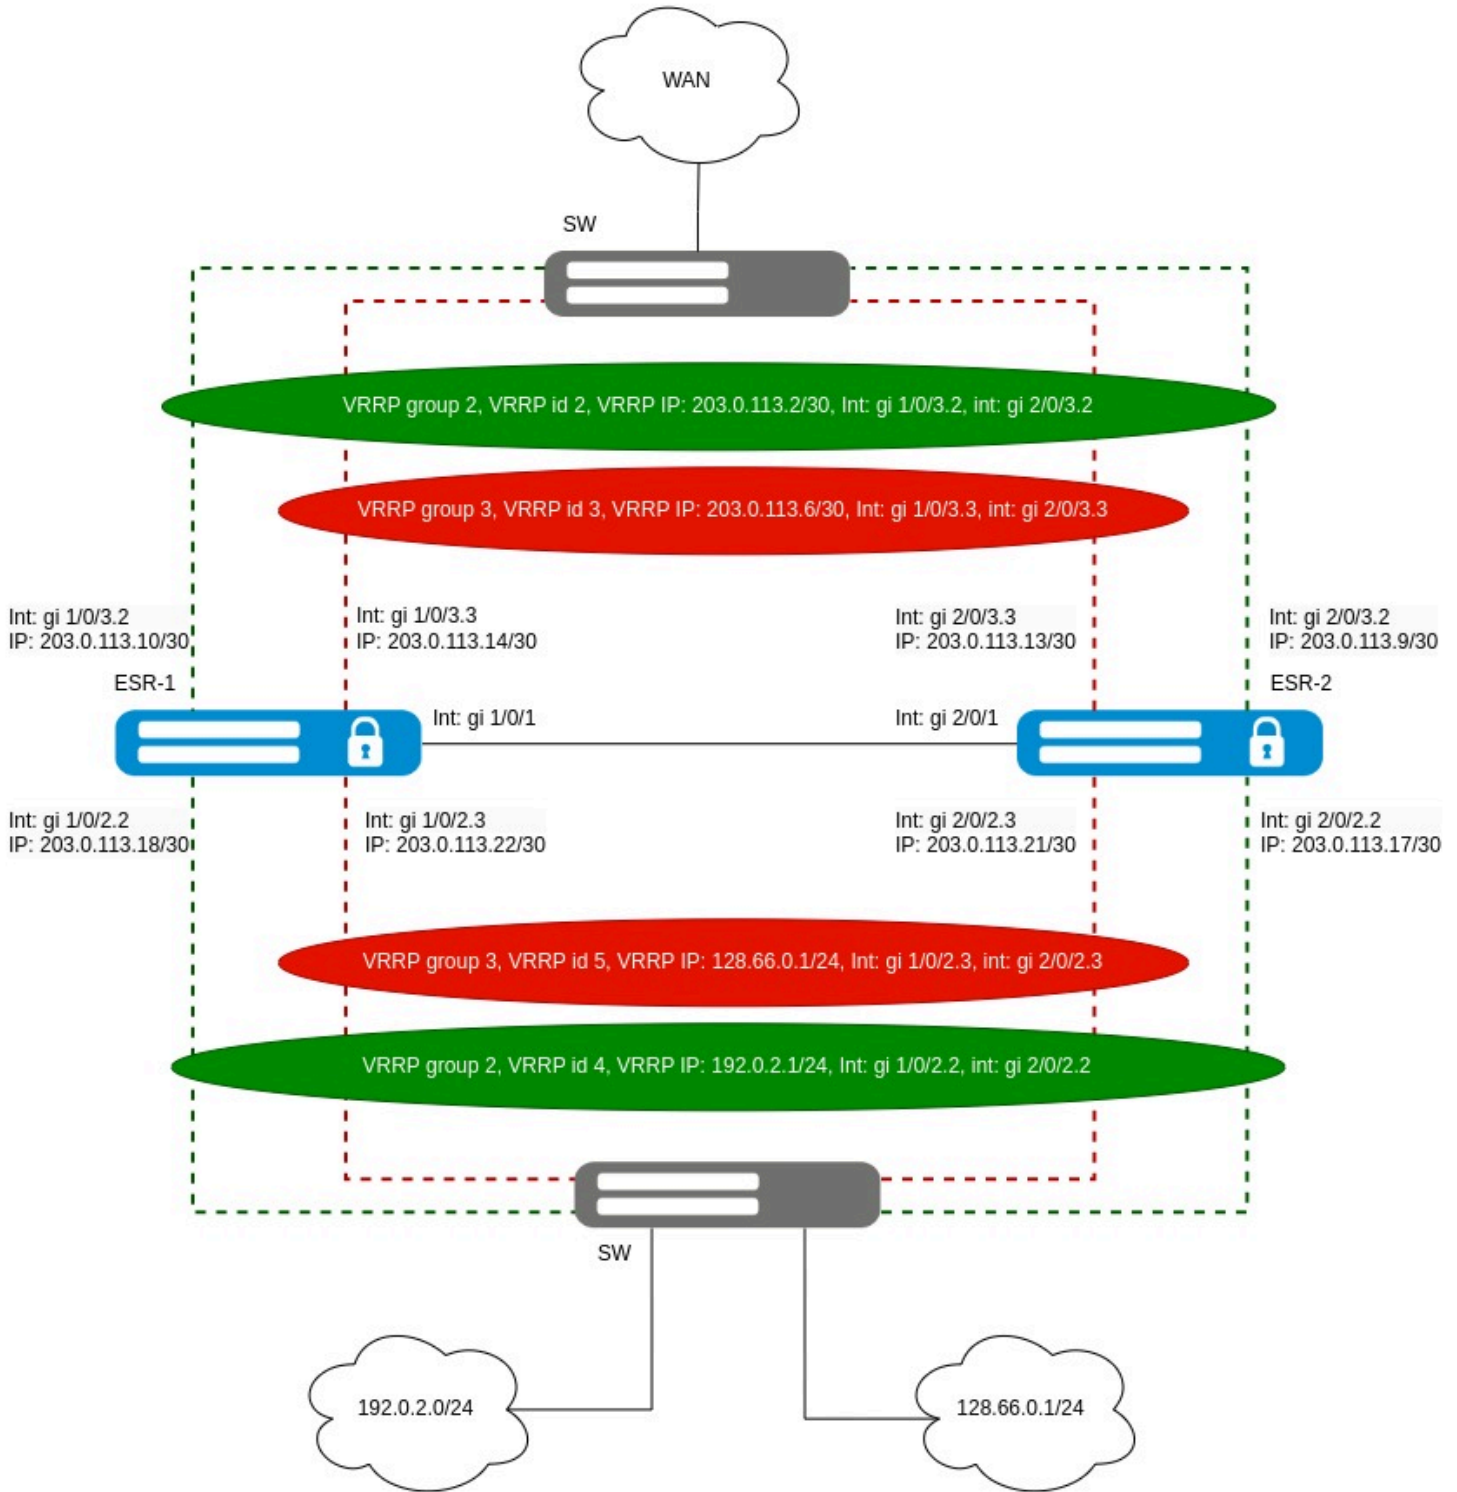 WAN
SW
VRRP group 2, VRRP id 2, VRRP IP: 203.0.113.2/30, Int: gi 1/0/3.2, int: gi 2/0/3.2
VRRP group 3, VRRP id 3, VRRP IP: 203.0.113.6/30, Int: gi 1/0/3.3, int: gi 2/0/3.3
Int: gi 1/0/3.2
IP: 203.0.113.10/30
Int: gi 1/0/3.3
IP: 203.0.113.14/30
Int: gi 2/0/3.3
IP: 203.0.113.13/30
Int: gi 2/0/3.2
IP: 203.0.113.9/30
ESR-1
ESR-2
Int: gi 1/0/1
Int: gi 2/0/1
Int: gi 1/0/2.2
IP: 203.0.113.18/30
Int: gi 1/0/2.3
IP: 203.0.113.22/30
Int: gi 2/0/2.3
IP: 203.0.113.21/30
Int: gi 2/0/2.2
IP: 203.0.113.17/30
VRRP group 3, VRRP id 5, VRRP IP: 128.66.0.1/24, Int: gi 1/0/2.3, int: gi 2/0/2.3
VRRP group 2, VRRP id 4, VRRP IP: 192.0.2.1/24, Int: gi 1/0/2.2, int: gi 2/0/2.2
SW
192.0.2.0/24
128.66.0.1/24